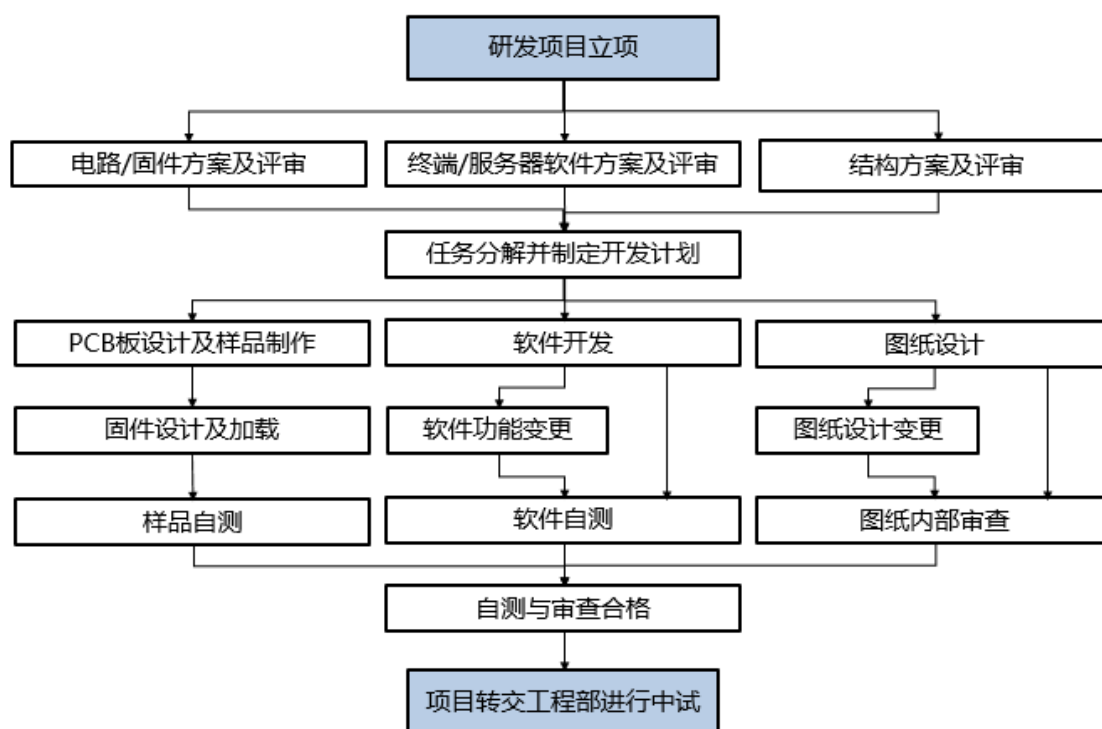 研发项目立项
电路/固件方案及评审
终端/服务器软件方案及评审
结构方案及评审
任务分解并制定开发计划
PCB板设计及样品制作
软件开发
图纸设计
固件设计及加载
软件功能变更
图纸设计变更
样品自测
软件自测
图纸内部审查
自测与审查合格
项目转交工程部进行中试